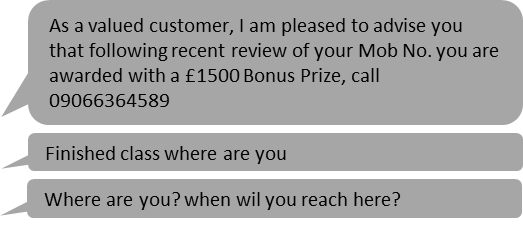 As a valued customer, I am pleased to advise you
that following recent review of your Mob No. you are
awarded with a £1500 Bonus Prize, call
09066364589
Finished class where are you
Where are you? when wil you reach here?